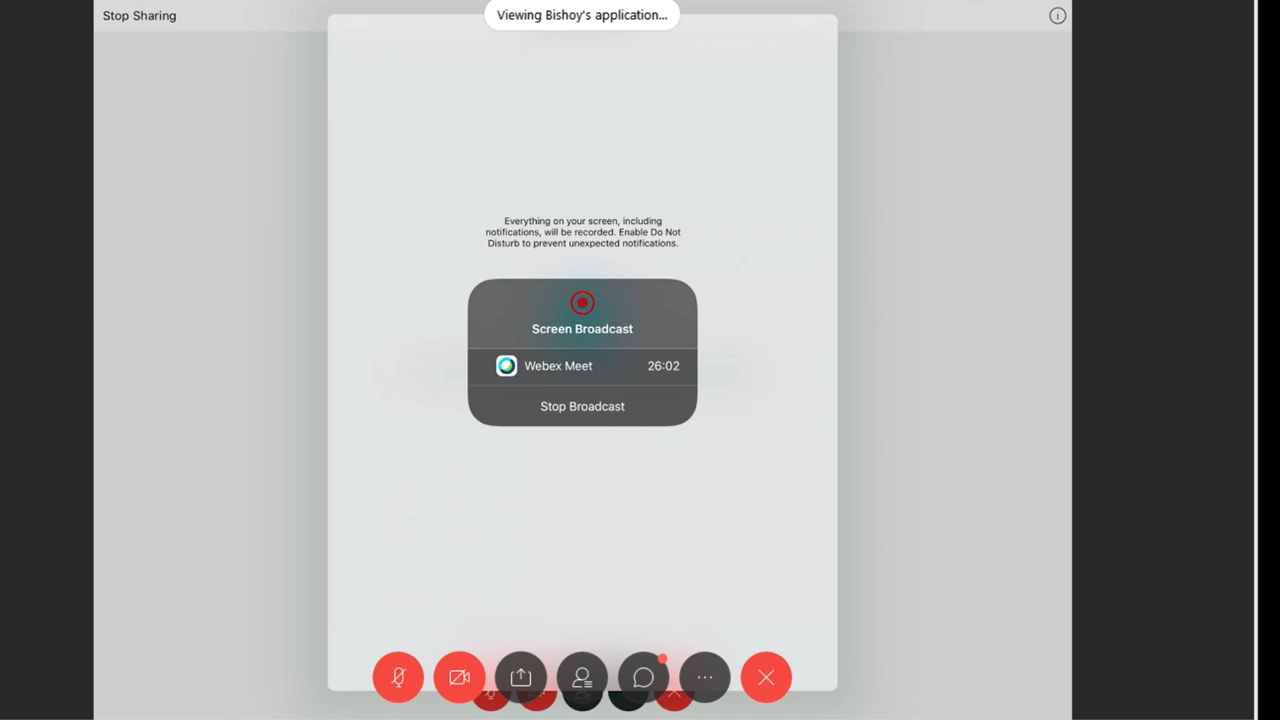 Stop Sharing
Viewing Bishoy's application...
Everything on your screen, including
notifications, will be recorded. Enable Do Not
Disturb to prevent unexpected notifications.
Screen Broadcast
Webex Meet 26:02
Stop Broadcast